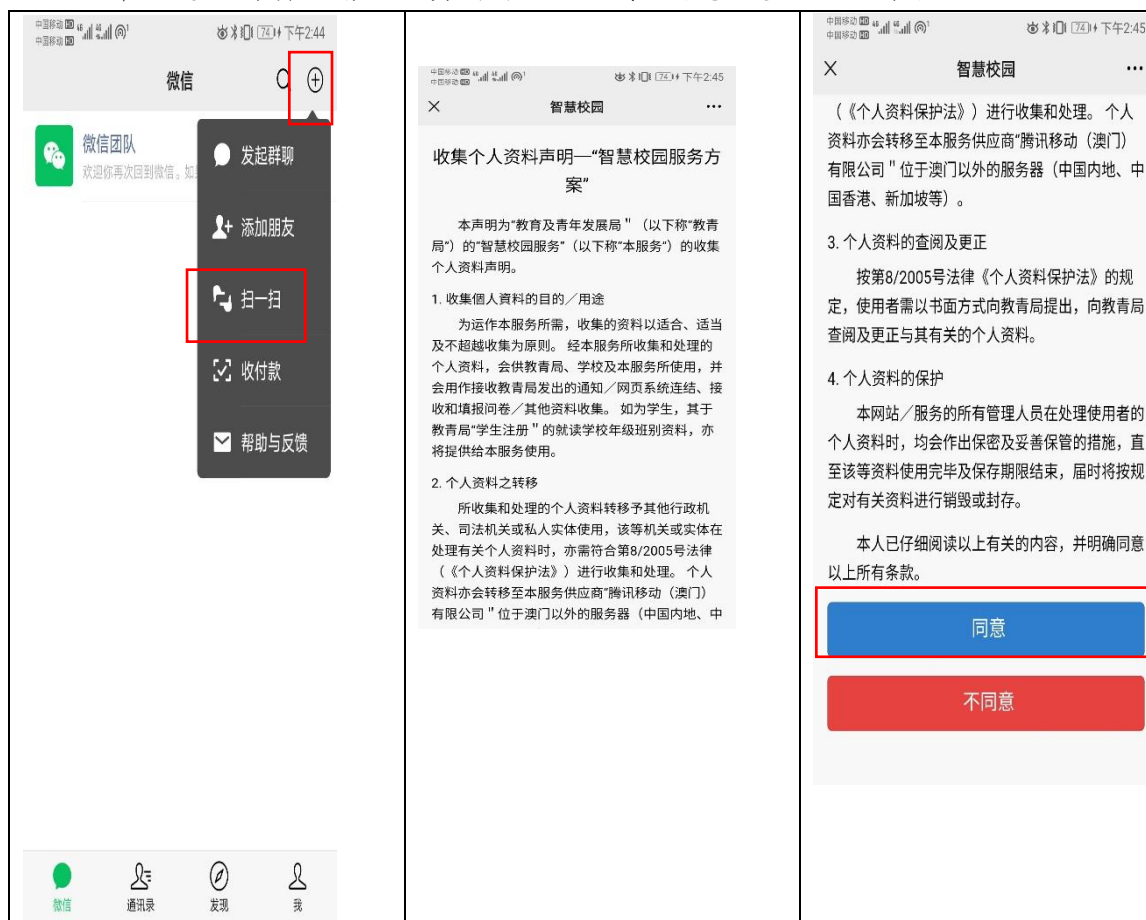 中国移动 HD 46 46
中国移动 HD
74 下午2:44
微信
微信团队
欢迎你再次回到微信。如
发起群聊
添加朋友
扫一扫
收付款
帮助与反馈
微信 通讯录 发现 我
中国移动 HD 46 46
中国移动 HD
74 下午2:45
智慧校园
收集个人资料声明—“智慧校园服务方
案”
本声明为“教育及青年发展局＂（以下称“教青
局”）的“智慧校园服务”（以下称“本服务”）的收集
个人资料声明。
1. 收集個人資料的目的／用途
为运作本服务所需，收集的资料以适合、适当
及不超越收集为原则。 经本服务所收集和处理的
个人资料，会供教青局、学校及本服务所使用，并
会用作接收教青局发出的通知／网页系统连结、接
收和填报问卷／其他资料收集。 如为学生，其于
教青局“学生注册＂的就读学校年级班别资料，亦
将提供给本服务使用。
2. 个人资料之转移
所收集和处理的个人资料转移予其他行政机
关、司法机关或私人实体使用，该等机关或实体在
处理有关个人资料时，亦需符合第8/2005号法律
（《个人资料保护法》）进行收集和处理。 个人
资料亦会转移至本服务供应商“腾讯移动（澳门）
有限公司＂位于澳门以外的服务器（中国内地、中
中国移动 HD 46 46
中国移动 HD
74 下午2:45
智慧校园
（《个人资料保护法》）进行收集和处理。 个人
资料亦会转移至本服务供应商“腾讯移动（澳门）
有限公司＂位于澳门以外的服务器（中国内地、中
国香港、新加坡等）。
3. 个人资料的查阅及更正
按第8/2005号法律《个人资料保护法》的规
定，使用者需以书面方式向教青局提出，向教青局
查阅及更正与其有关的个人资料。
4. 个人资料的保护
本网站／服务的所有管理人员在处理使用者的
个人资料时，均会作出保密及妥善保管的措施，直
至该等资料使用完毕及保存期限结束，届时将按规
定对有关资料进行销毁或封存。
本人已仔细阅读以上有关的内容，并明确同意
以上所有条款。
同意
不同意